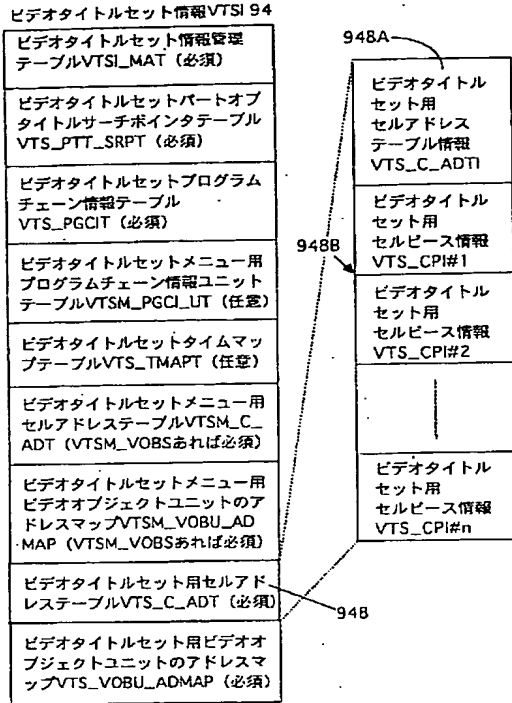 ビデオタイトルセット情報VTSI 94
ビデオタイトルセット情報管理
テーブルVTSI_MAT（必須）
ビデオタイトルセットパートオブ
タイトルサーチポインタテーブル
VTS_PTT_SRPT（必須）
ビデオタイトルセットプログラム
チェーン情報テーブル
VTS_PGCIT（必須）
ビデオタイトルセットメニュー用
プログラムチェーン情報ユニット
テーブルVTSM_PGCI_UT（任意）
ビデオタイトルセットタイムマッ
プテーブルVTS_TMAPT（任意）
ビデオタイトルセットメニュー用
セルアドレステーブルVTSM_C_
ADT（VTSM_VOBSあれば必須）
ビデオタイトルセットメニュー用
ビデオオブジェクトユニットのア
ドレスマップVTSM_VOBU_AD
MAP（VTSM_VOBSあれば必須）
ビデオタイトルセット用セルアド
レステーブルVTS_C_ADT（必須）
ビデオタイトルセット用ビデオオ
ブジェクトユニットのアドレスマ
ップVTS_VOBU_ADMAP（必須）
948A
ビデオタイトル
セット用
セルアドレス
テーブル情報
VTS_C_ADTI
ビデオタイトル
セット用
セルピース情報
VTS_CPI#1
948B
ビデオタイトル
セット用
セルピース情報
VTS_CPI#2
ビデオタイトル
セット用
セルピース情報
VTS_CPI#n
948